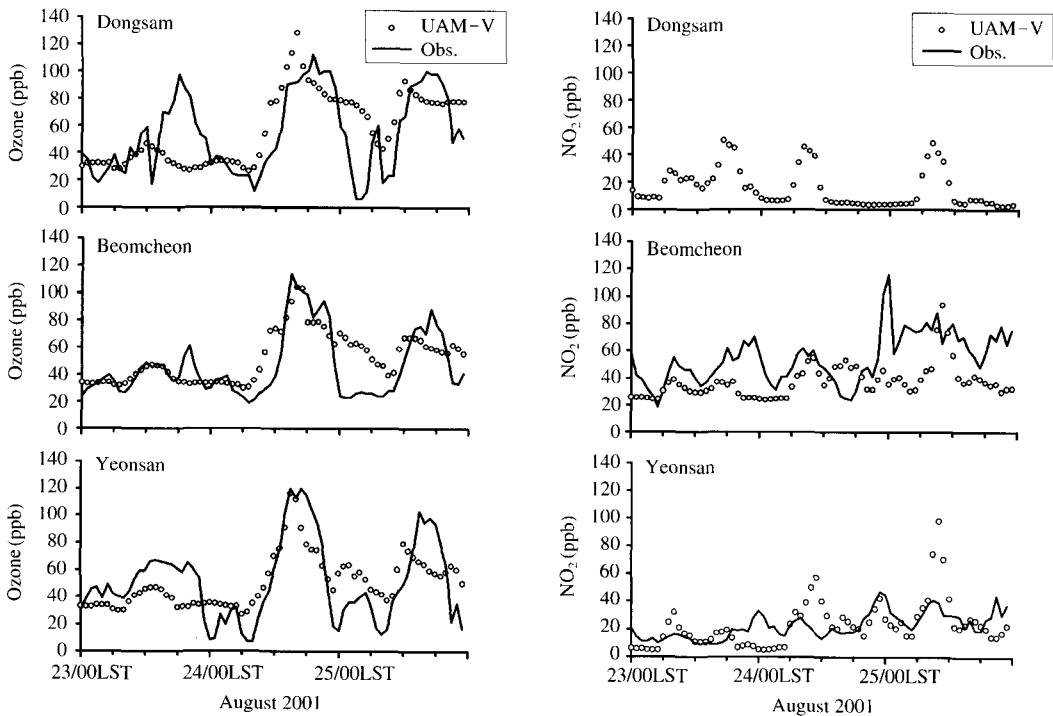 Dongsam
UAM-V
Obs.
Ozone (ppb)
140
120
100
80
60
40
20
0
Beomcheon
Ozone (ppb)
140
120
100
80
60
40
20
0
Yeonsan
Ozone (ppb)
140
120
100
80
60
40
20
0
23/00LST
24/00LST
25/00LST
August 2001
Dongsam
UAM-V
Obs.
NO2 (ppb)
140
120
100
80
60
40
20
0
Beomcheon
NO2 (ppb)
140
120
100
80
60
40
20
0
Yeonsan
NO2 (ppb)
140
120
100
80
60
40
20
0
23/00LST
24/00LST
25/00LST
August 2001